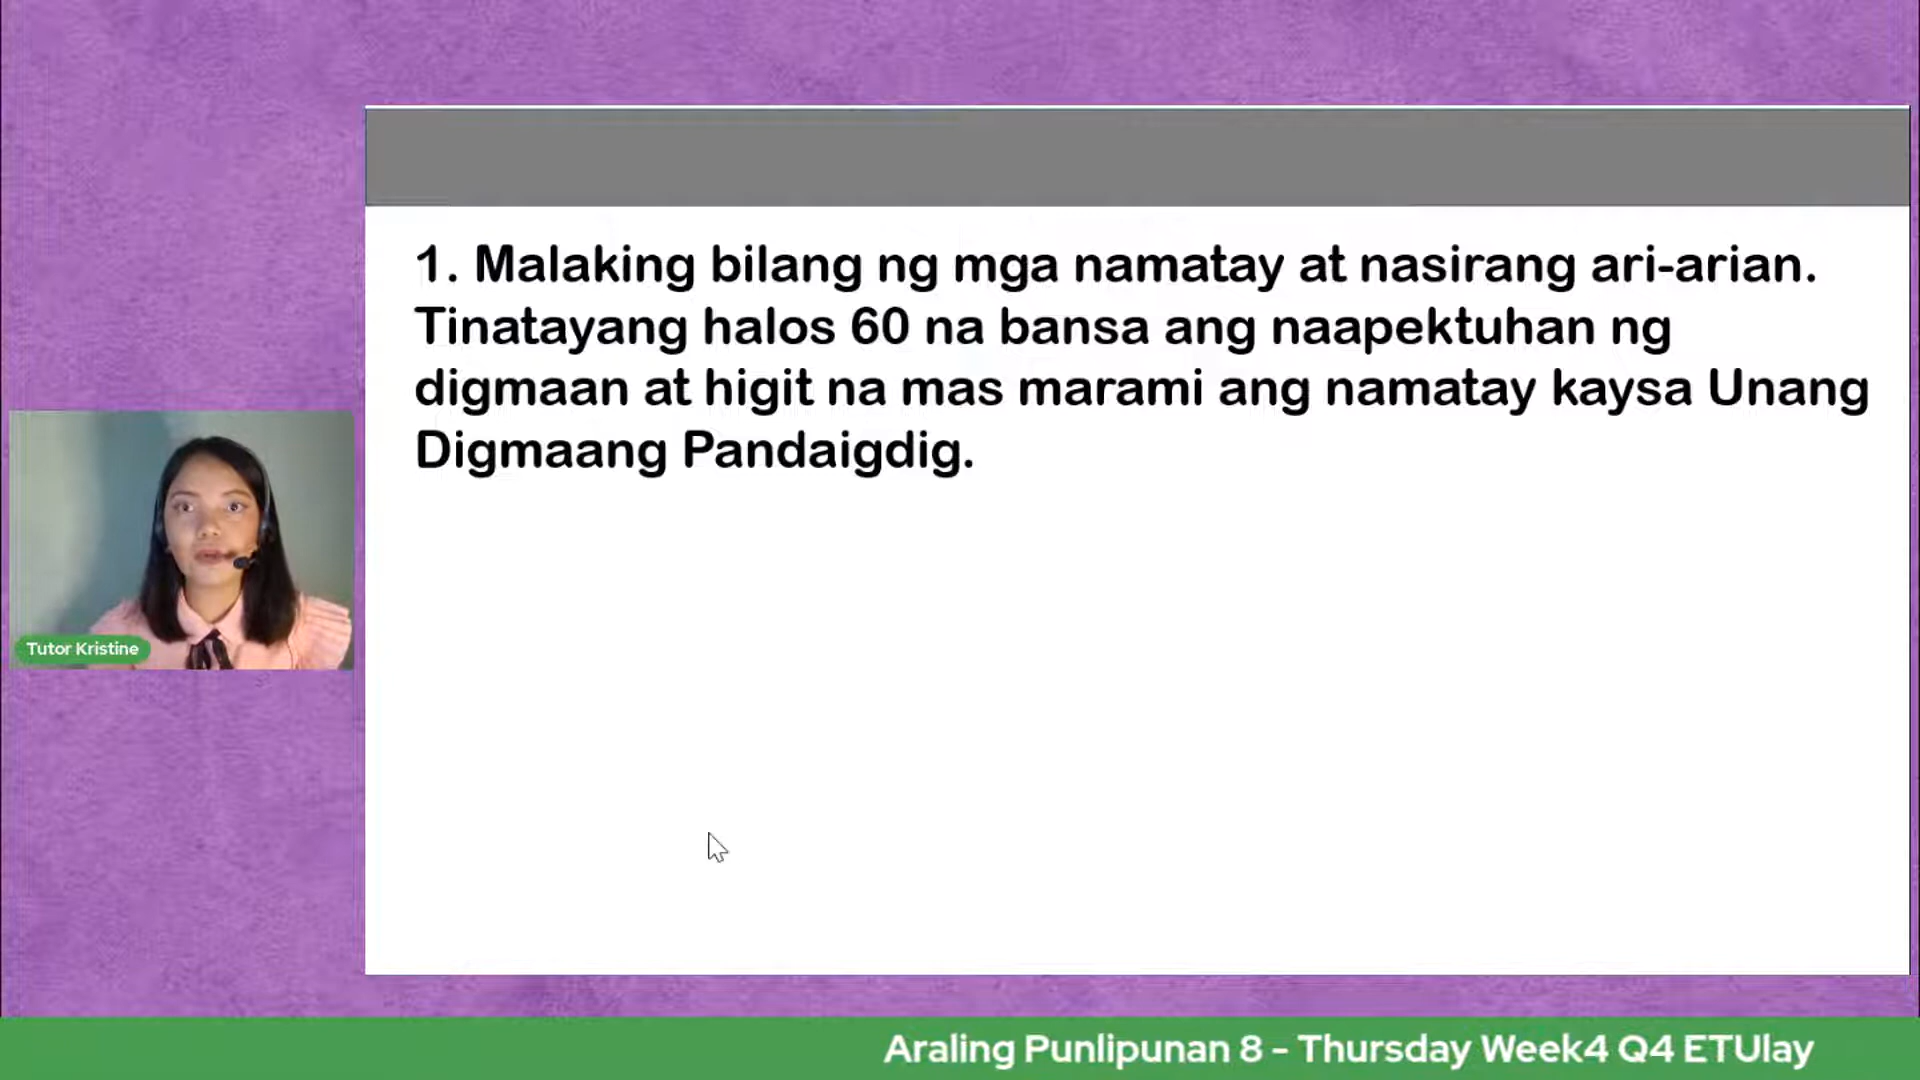 1. Malaking bilang ng mga namatay at nasirang ari-arian.
Tinatayang halos 60 na bansa ang naapektuhan ng
digmaan at higit na mas marami ang namatay kaysa Unang
Digmaang Pandaigdig.
Tutor Kristine
Araling Punlipunan 8 - Thursday Week4 Q4 ETUlay